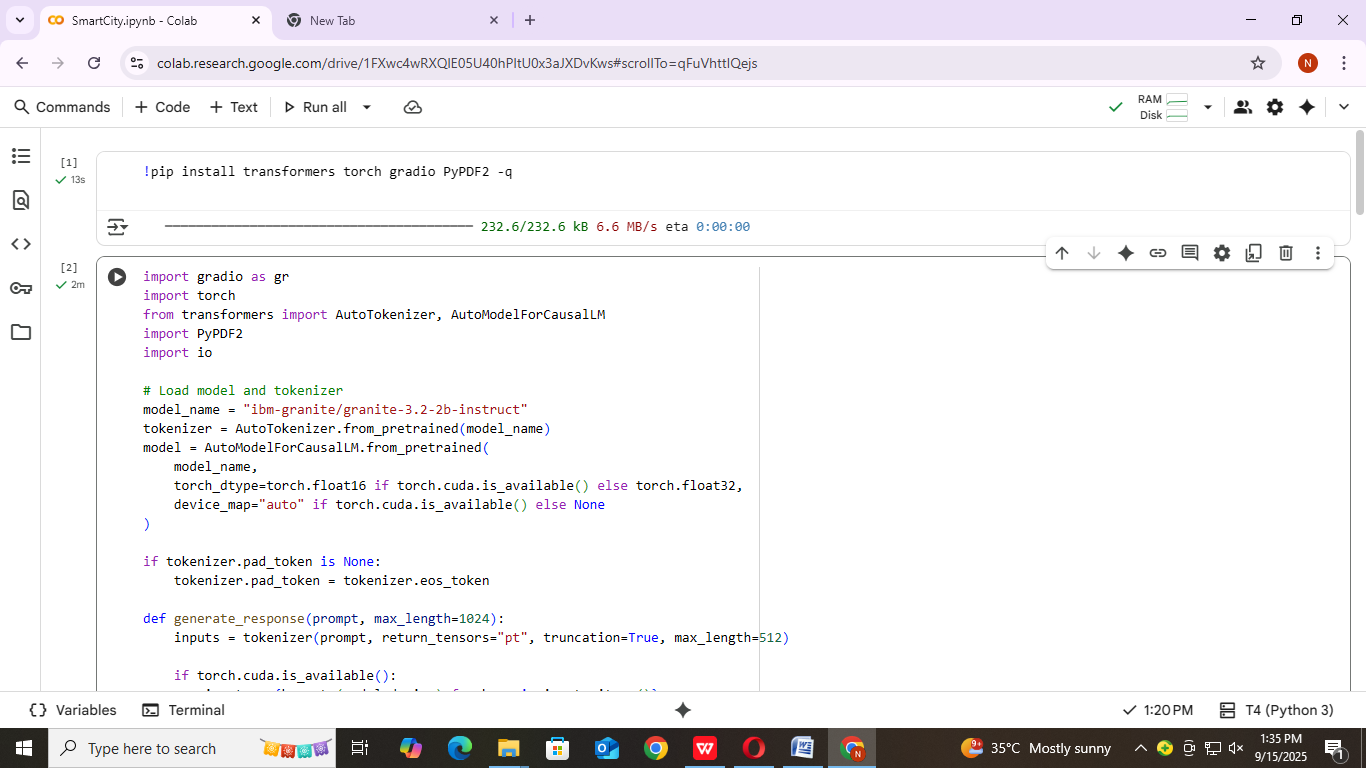 SmartCity.ipynb - Colab
New Tab
colab.research.google.com/drive/1FXwc4wRXQlE05U40hPltU0x3aJXDvKws#scrollTo=qFuVhttlQejs
N
Commands
+ Code
+ Text
Run all
RAM
Disk
[1]
13s
!pip install transformers torch gradio PyPDF2 -q
232.6/232.6 kB 6.6 MB/s eta 0:00:00
[2]
2m
import gradio as gr
import torch
from transformers import AutoTokenizer, AutoModelForCausalLM
import PyPDF2
import io
# Load model and tokenizer
model_name = "ibm-granite/granite-3.2-2b-instruct"
tokenizer = AutoTokenizer.from_pretrained(model_name)
model = AutoModelForCausalLM.from_pretrained(
    model_name,
    torch_dtype=torch.float16 if torch.cuda.is_available() else torch.float32,
    device_map="auto" if torch.cuda.is_available() else None
)
if tokenizer.pad_token is None:
    tokenizer.pad_token = tokenizer.eos_token
def generate_response(prompt, max_length=1024):
    inputs = tokenizer(prompt, return_tensors="pt", truncation=True, max_length=512)
    if torch.cuda.is_available():
Variables
Terminal
1:20 PM
T4 (Python 3)
Type here to search
35°C Mostly sunny
1:35 PM
9/15/2025